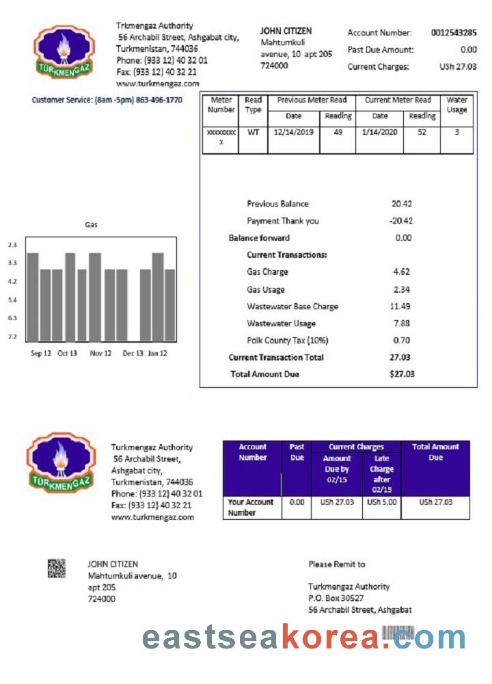 TÜRKMENGAZ
Trkmengaz Authority
56 Archabil Street, Ashgabat city,
Turkmenistan, 744036
Phone: (933 12) 40 32 01
Fax: (933 12) 40 32 21
www.turkmengaz.com
JOHN CITIZEN
Mahtumkuli
avenue, 10 apt 205
724000
Account Number: 0012543285
Past Due Amount: 0.00
Current Charges: USh 27.03
Customer Service: (8am -5pm) 863-496-1770
Meter Number Read Type Previous Meter Read Current Meter Read Water Usage
Date Reading Date Reading
xxxxxxxxx WT 12/14/2019 49 1/14/2020 52 3
Previous Balance 20.42
Payment Thank you -20.42
Balance forward 0.00
Current Transactions:
Gas Charge 4.62
Gas Usage 2.34
Wastewater Base Charge 11.49
Wastewater Usage 7.88
Polk County Tax (10%) 0.70
Current Transaction Total 27.03
Total Amount Due $27.03
Gas
2.3
3.3
4.2
5.4
6.3
7.2
Sep 12 Oct 13 Nov 12 Dec 13 Jan 12
TÜRKMENGAZ
Turkmengaz Authority
56 Archabil Street,
Ashgabat city,
Turkmenistan, 744036
Phone: (933 12) 40 32 01
Fax: (933 12) 40 32 21
www.turkmengaz.com
Account Number Past Due Current Charges Total Amount Due
Amount Due by 02/15 Late Charge after 02/15
Your Account Number 0.00 USh 27.03 USh 5.00 USh 27.03
JOHN CITIZEN
Mahtumkuli avenue, 10
apt 205
724000
Please Remit to
Turkmengaz Authority
P.O. Box 30527
56 Archabil Street, Ashgabat
eastseakorea.com